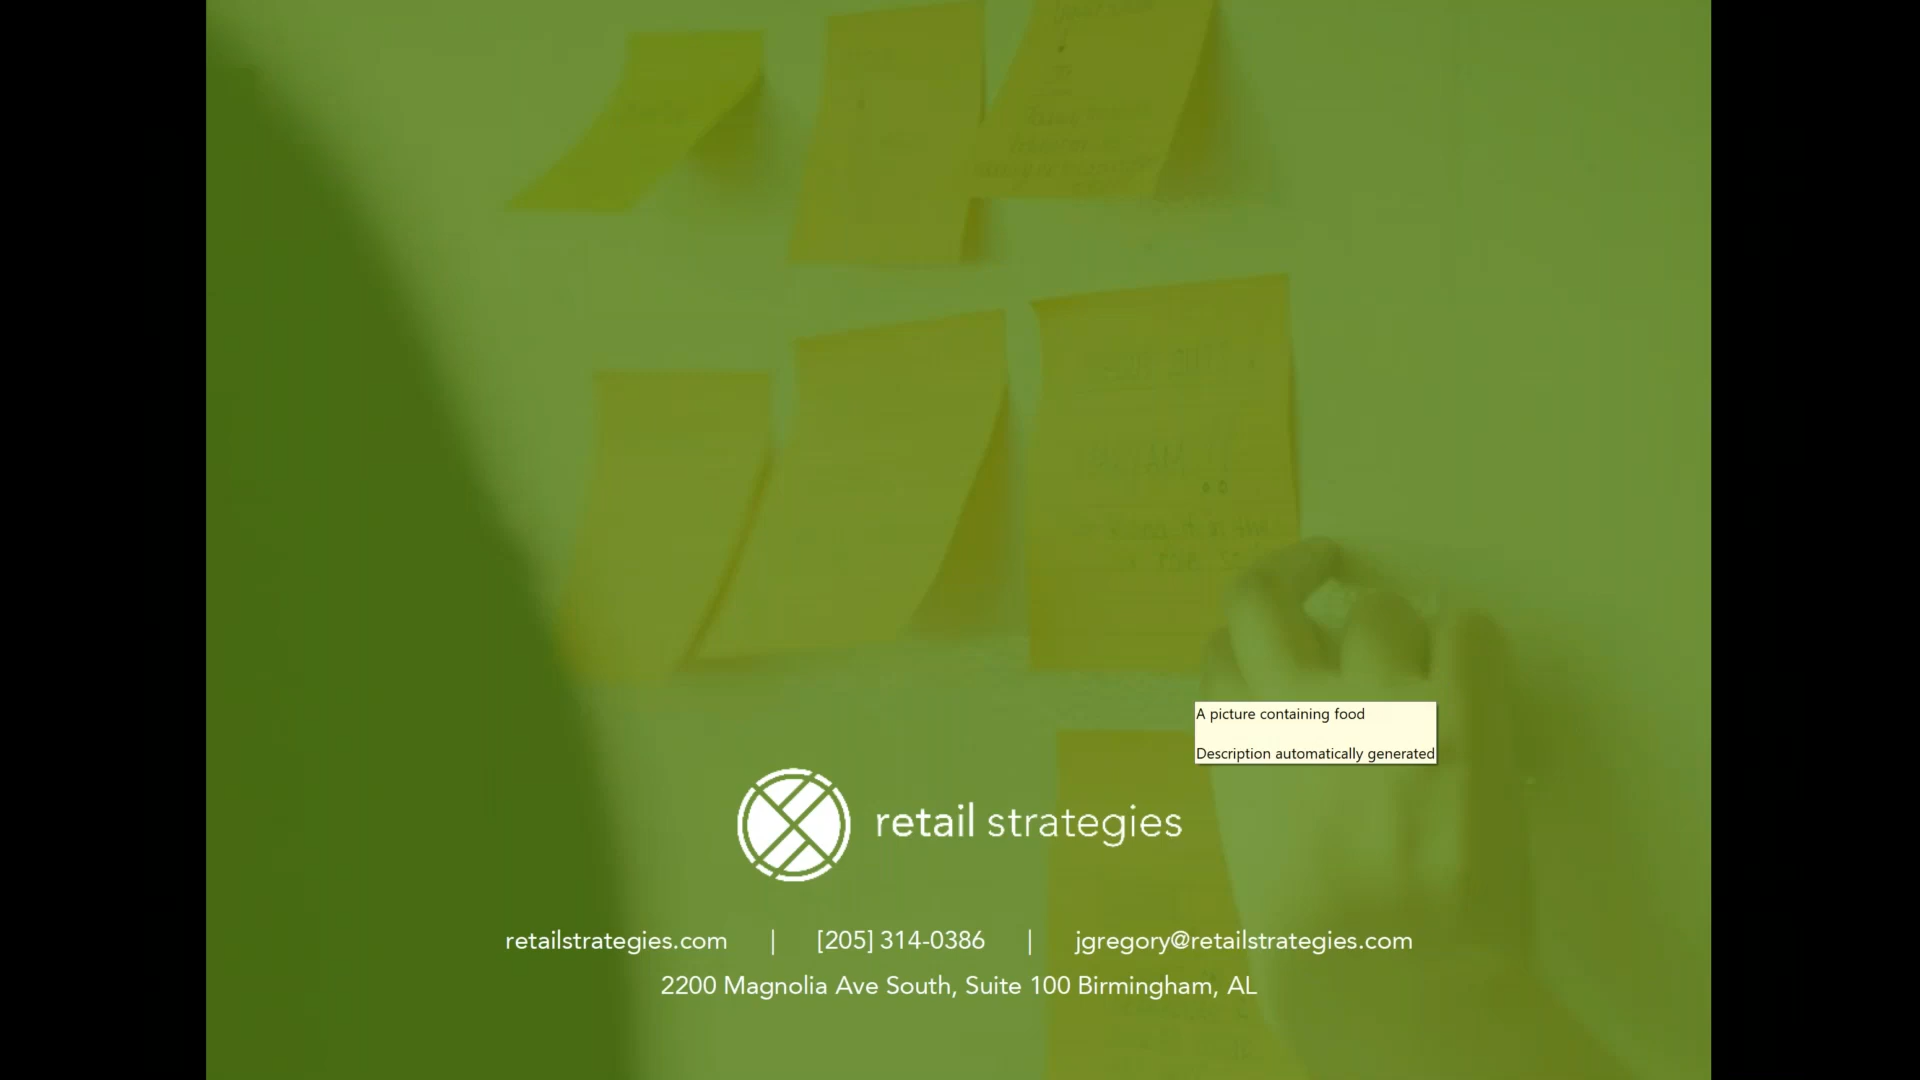 A picture containing food
Description automatically generated
retail strategies
retailstrategies.com | [205] 314-0386 | jgregory@retailstrategies.com
2200 Magnolia Ave South, Suite 100 Birmingham, AL